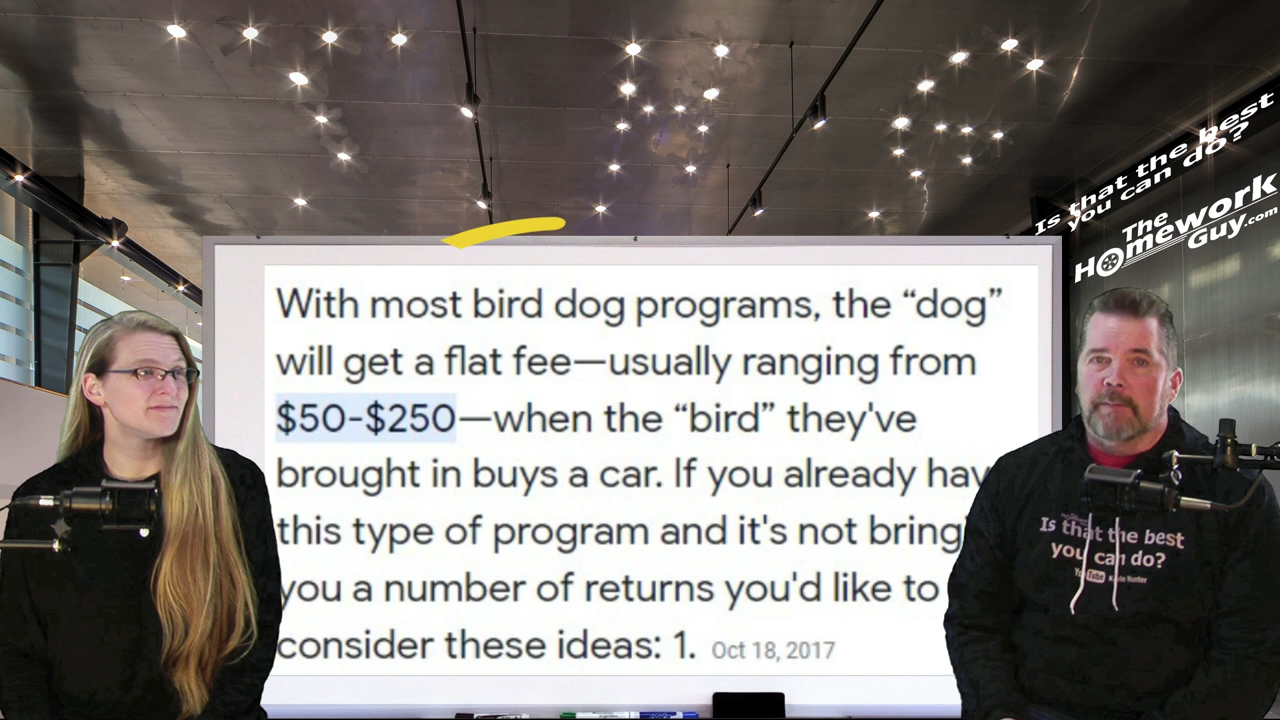 Is that the best
you can do?
The
Homework
Guy.com
With most bird dog programs, the “dog”
will get a flat fee—usually ranging from
$50-$250—when the “bird” they've
brought in buys a car. If you already hav
this type of program and it's not bring
you a number of returns you'd like to
consider these ideas: 1. Oct 18, 2017
Is that the best
you can do?
YouTube Kevin Hunter